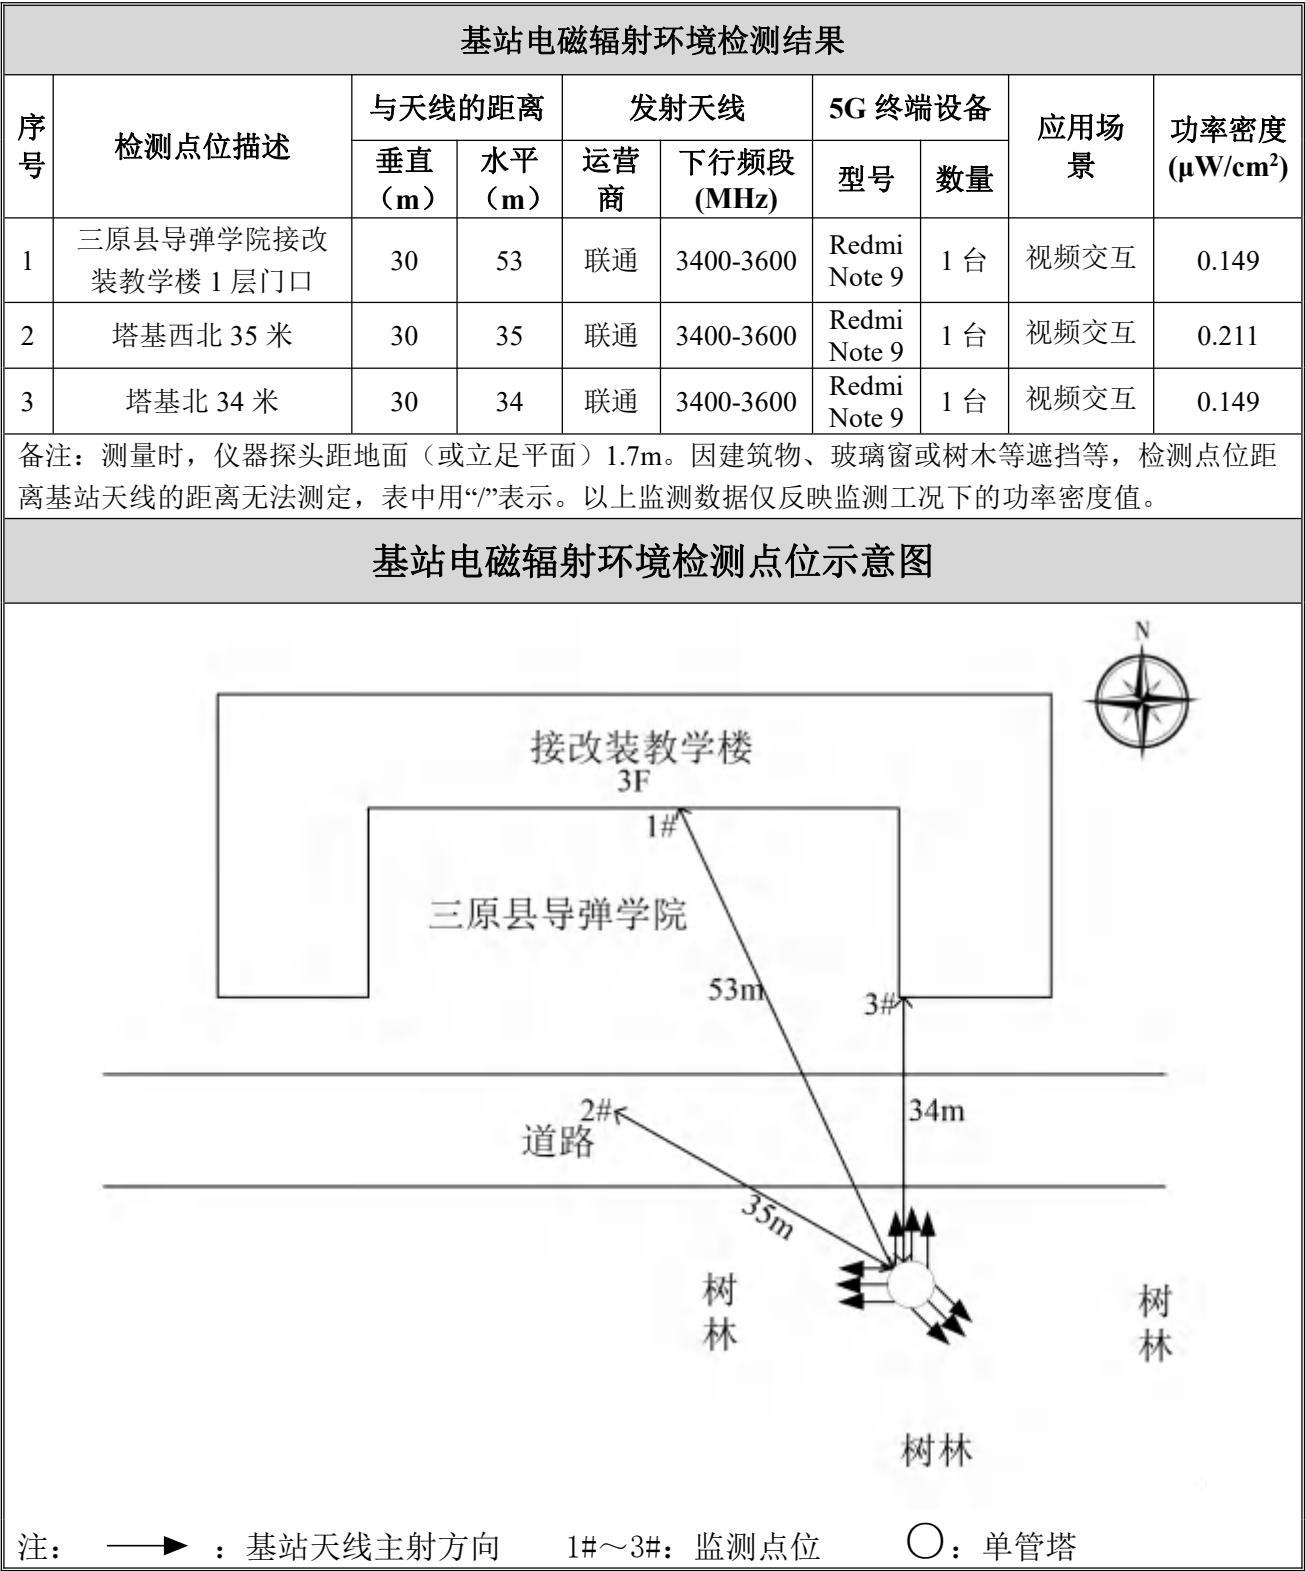 基站电磁辐射环境检测结果
序号 检测点位描述 与天线的距离 发射天线 5G 终端设备 应用场景 功率密度(μW/cm²)
垂直（m） 水平（m） 运营商 下行频段(MHz) 型号 数量
1 三原县导弹学院接改装教学楼 1 层门口 30 53 联通 3400-3600 Redmi Note 9 1 台 视频交互 0.149
2 塔基西北 35 米 30 35 联通 3400-3600 Redmi Note 9 1 台 视频交互 0.211
3 塔基北 34 米 30 34 联通 3400-3600 Redmi Note 9 1 台 视频交互 0.149
备注：测量时，仪器探头距地面（或立足平面）1.7m。因建筑物、玻璃窗或树木等遮挡等，检测点位距
离基站天线的距离无法测定，表中用“/”表示。以上监测数据仅反映监测工况下的功率密度值。
基站电磁辐射环境检测点位示意图
N
接改装教学楼
3F
1#
三原县导弹学院
53m
3#
2#
34m
道路
35m
树林
树林
树林
注： ：基站天线主射方向 1#～3#：监测点位 ：单管塔